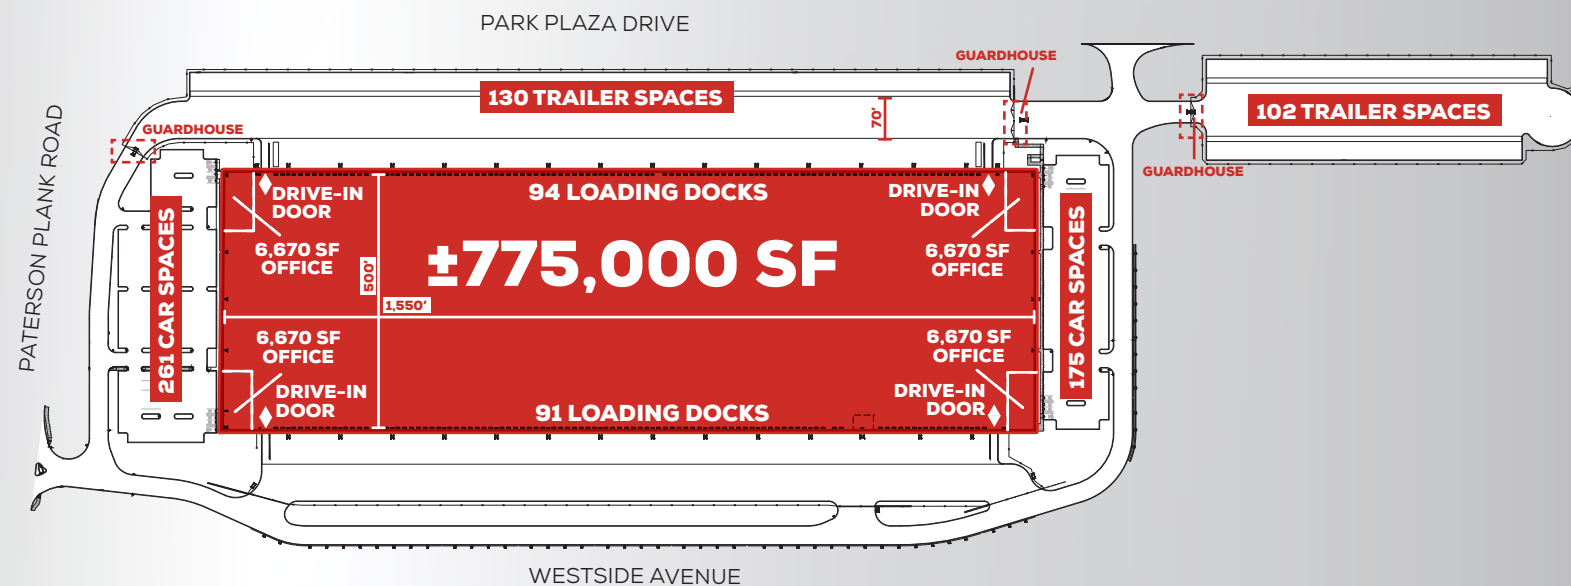 PARK PLAZA DRIVE
GUARDHOUSE
130 TRAILER SPACES
102 TRAILER SPACES
70'
PATERSON PLANK ROAD
GUARDHOUSE
GUARDHOUSE
DRIVE-IN
DOOR
94 LOADING DOCKS
DRIVE-IN
DOOR
6,670 SF
OFFICE
±775,000 SF
6,670 SF
OFFICE
261 CAR SPACES
500'
1,550'
175 CAR SPACES
6,670 SF
OFFICE
6,670 SF
OFFICE
DRIVE-IN
DOOR
91 LOADING DOCKS
DRIVE-IN
DOOR
WESTSIDE AVENUE